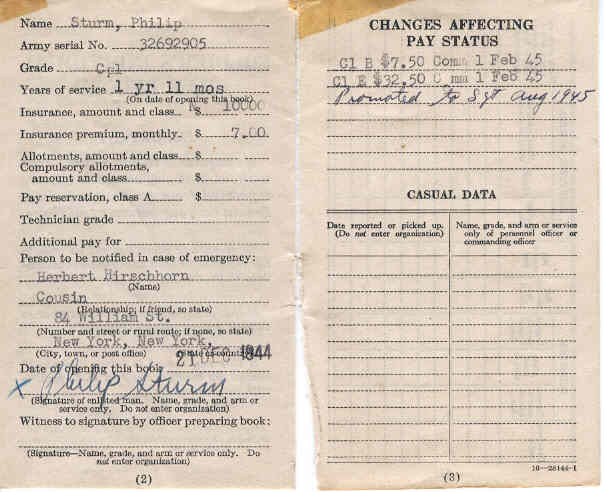 Name Sturm, Philip
Army serial No. 32692905
Grade Cpl
Years of service 1 yr 11 mos
(On date of opening this book)
Insurance, amount and class N $ 10000
Insurance premium, monthly $ 7.00
Allotments, amount and class $
Compulsory allotments,
amount and class $
Pay reservation, class A $
Technician grade
Additional pay for
Person to be notified in case of emergency:
Herbert Hirschhorn
(Name)
Cousin
(Relationship; if friend, so state)
84 William St.
(Number and street or rural route; if none, so state)
New York, New York,
(City, town, or post office) (State or country)
21 DEC 1944
Date of opening this book
x Philip Sturm
(Signature of enlisted man. Name, grade, and arm or
service only. Do not enter organization)
Witness to signature by officer preparing book:
(Signature—Name, grade, and arm or service only. Do
not enter organization)
(2)
CHANGES AFFECTING
PAY STATUS
Cl B $7.50 Comm 1 Feb 45
Cl E $32.50 C mm 1 Feb 45
Promoted to Sgt Aug 1945
CASUAL DATA
Date reported or picked up.
(Do not enter organization)
Name, grade, and arm or service
only of personnel officer or
commanding officer
16—28144-1
(3)